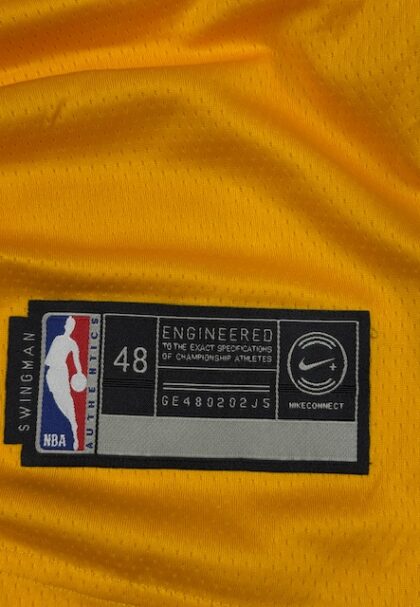 SWINGMAN
NBA
AUTHENTICS
48
ENGINEERED
TO THE EXACT SPECIFICATIONS
OF CHAMPIONSHIP ATHLETES
GE480202J5
NIKECONNECT